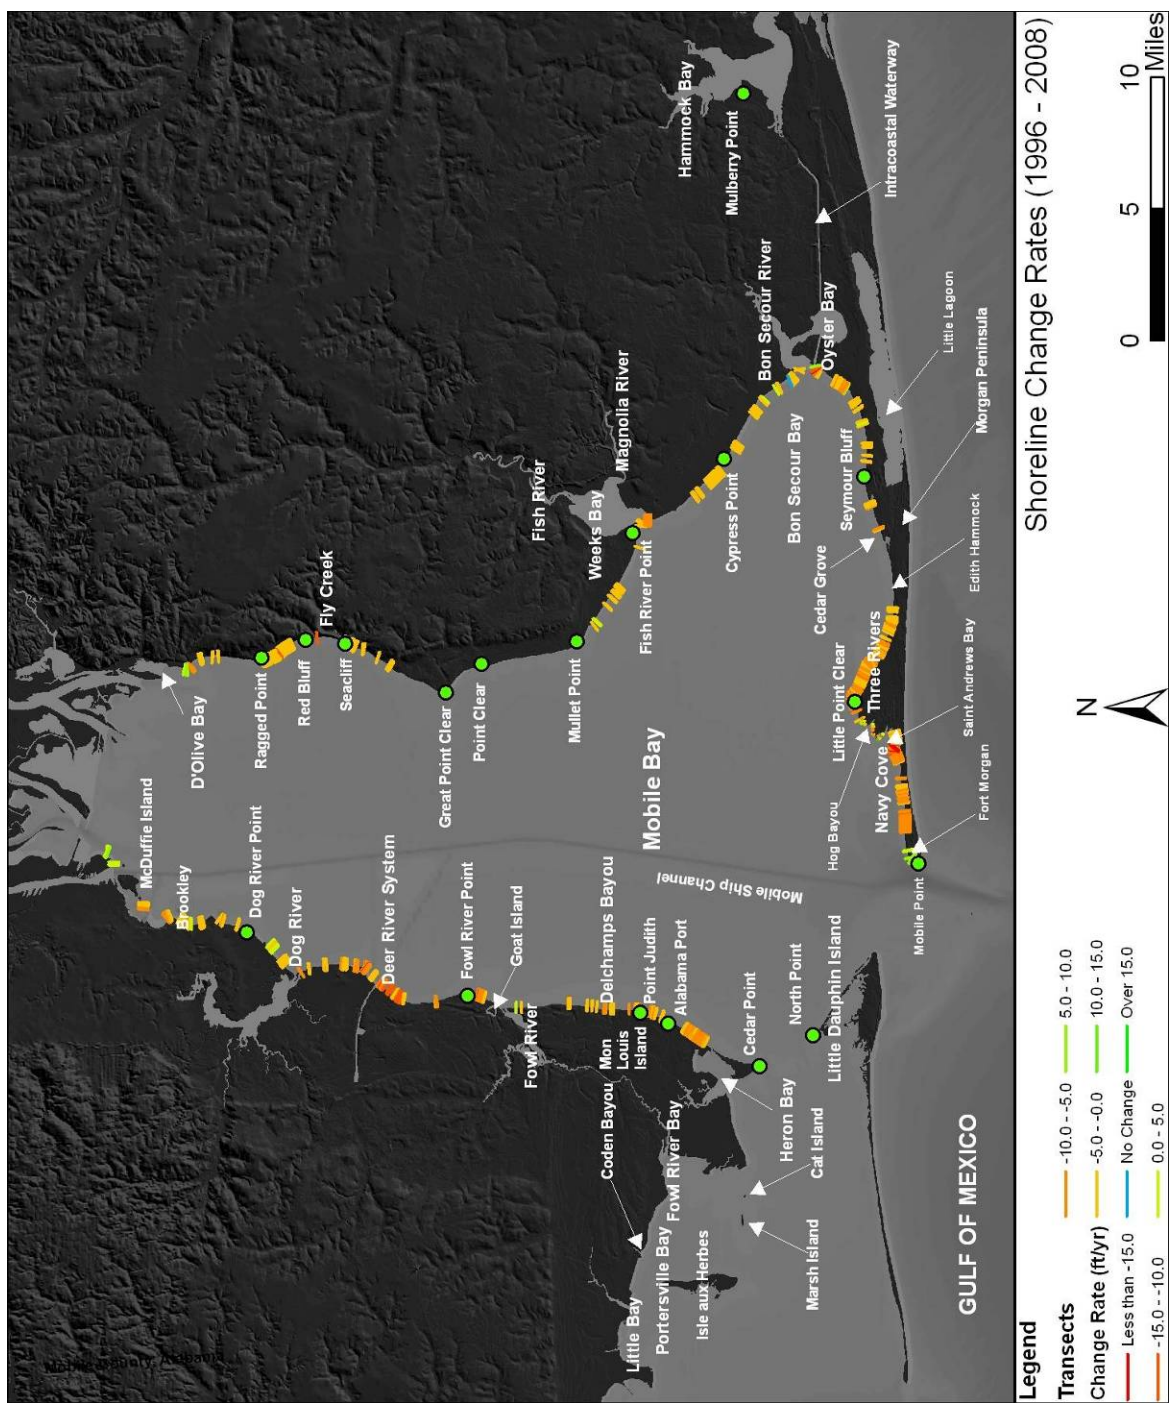 Hammock Bay
Mulberry Point
Intracoastal Waterway
Bon Secour River
Oyster Bay
Little Lagoon
Morgan Peninsula
Magnolia River
Fish River
Weeks Bay
Fish River Point
Cypress Point
Bon Secour Bay
Seymour Bluff
Cedar Grove
Edith Hammock
Fly Creek
D'Olive Bay
Ragged Point
Red Bluff
Seacliff
Great Point Clear
Point Clear
Mullet Point
Little Point Clear
Three Rivers
Saint Andrews Bay
Mobile Bay
Hog Bayou
Navy Cove
Fort Morgan
McDuffie Island
Brookley
Dog River Point
Dog River
Deer River System
Fowl River Point
Goat Island
Fowl River
Delchamps Bayou
Mon
Louis
Island
Point Judith
Alabama Port
Mobile Ship Channel
Mobile Point
Cedar Point
North Point
Little Dauphin Island
Heron Bay
Cat Island
Coden Bayou
Fowl River Bay
Portersville Bay
Little Bay
Isle aux Herbes
Marsh Island
GULF OF MEXICO
Mobile County, Alabama
Shoreline Change Rates (1996 - 2008)
0 5 10
Miles
N
Legend
Transects
Change Rate (ft/yr)
Less than -15.0
-15.0 - -10.0
-10.0 - -5.0
-5.0 - -0.0
No Change
0.0 - 5.0
5.0 - 10.0
10.0 - 15.0
Over 15.0